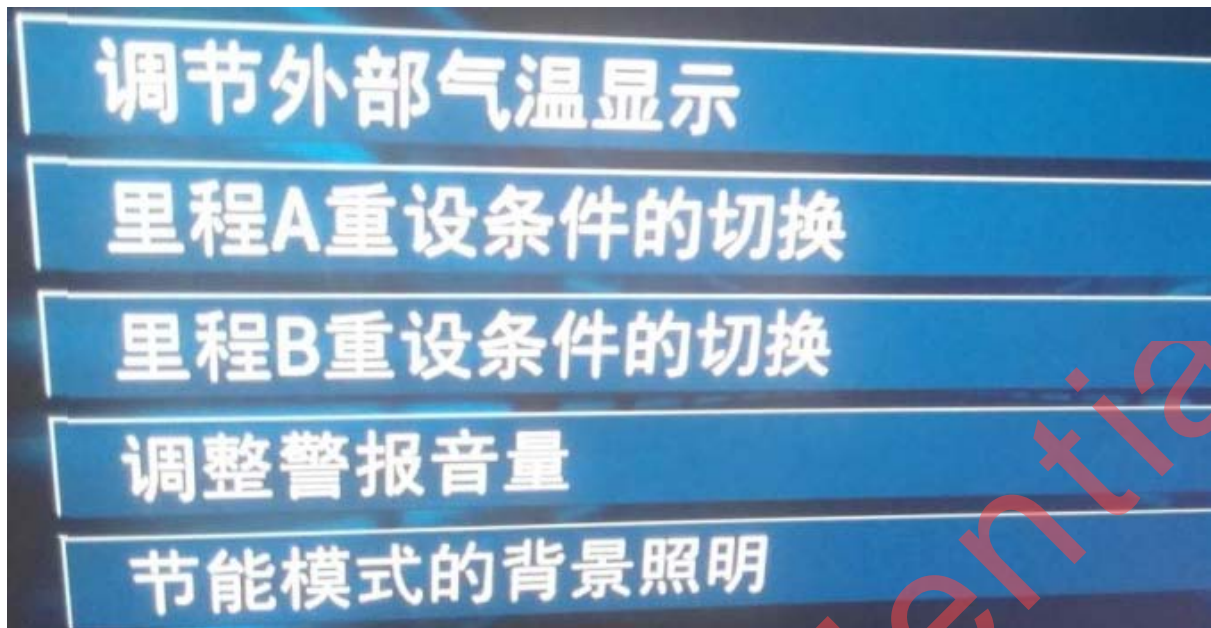 调节外部气温显示
里程A重设条件的切换
里程B重设条件的切换
调整警报音量
节能模式的背景照明